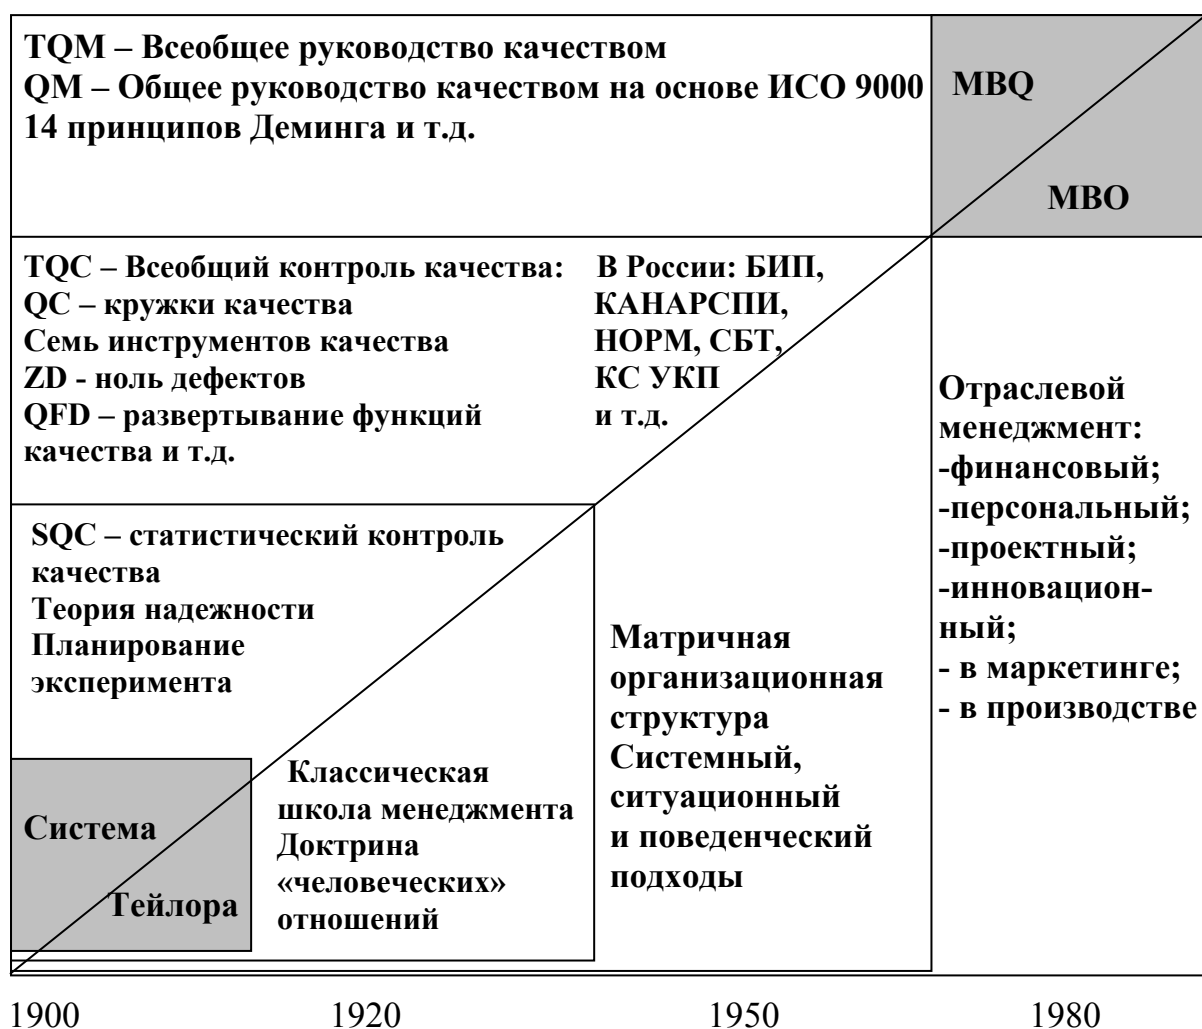 TQM – Всеобщее руководство качеством
QM – Общее руководство качеством на основе ИСО 9000
14 принципов Деминга и т.д.
MBQ
MBO
TQC – Всеобщий контроль качества:
QC – кружки качества
Семь инструментов качества
ZD - ноль дефектов
QFD – развертывание функций
качества и т.д.
В России: БИП,
КАНАРСПИ,
НОРМ, СБТ,
КС УКП
и т.д.
Отраслевой
менеджмент:
-финансовый;
-персональный;
-проектный;
-инновацион-
ный;
- в маркетинге;
- в производстве
SQC – статистический контроль
качества
Теория надежности
Планирование
эксперимента
Матричная
организационная
структура
Системный,
ситуационный
и поведенческий
подходы
Классическая
школа менеджмента
Доктрина
«человеческих»
отношений
Система
Тейлора
1900 1920 1950 1980